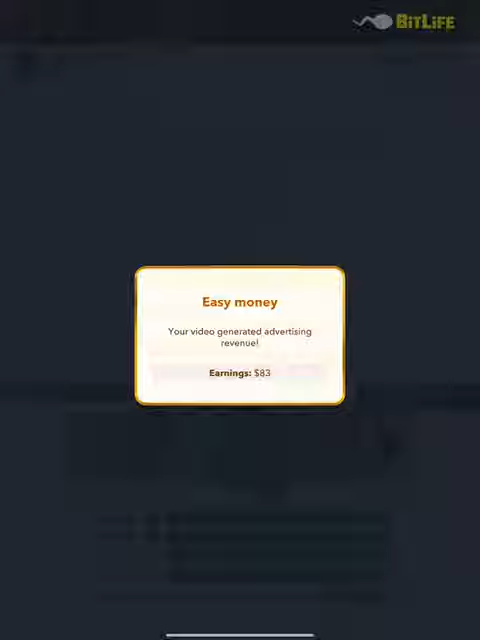 BITLIFE
Easy money
Your video generated advertising
revenue!
Earnings: $83